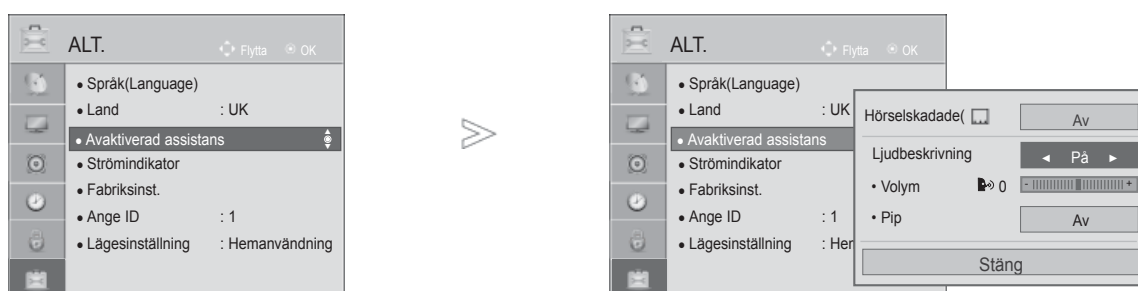 ALT. Flytta OK
• Språk(Language)
• Land : UK
• Avaktiverad assistans
• Strömindikator
• Fabriksinst.
• Ange ID : 1
• Lägesinställning : Hemanvändning
ALT. Flytta OK
• Språk(Language)
• Land : UK
• Avaktiverad assistans
• Strömindikator
• Fabriksinst.
• Ange ID : 1
• Lägesinställning : Her
Hörselskadade( Av
Ljudbeskrivning ◄ På ►
• Volym 0 - +
• Pip Av
Stäng